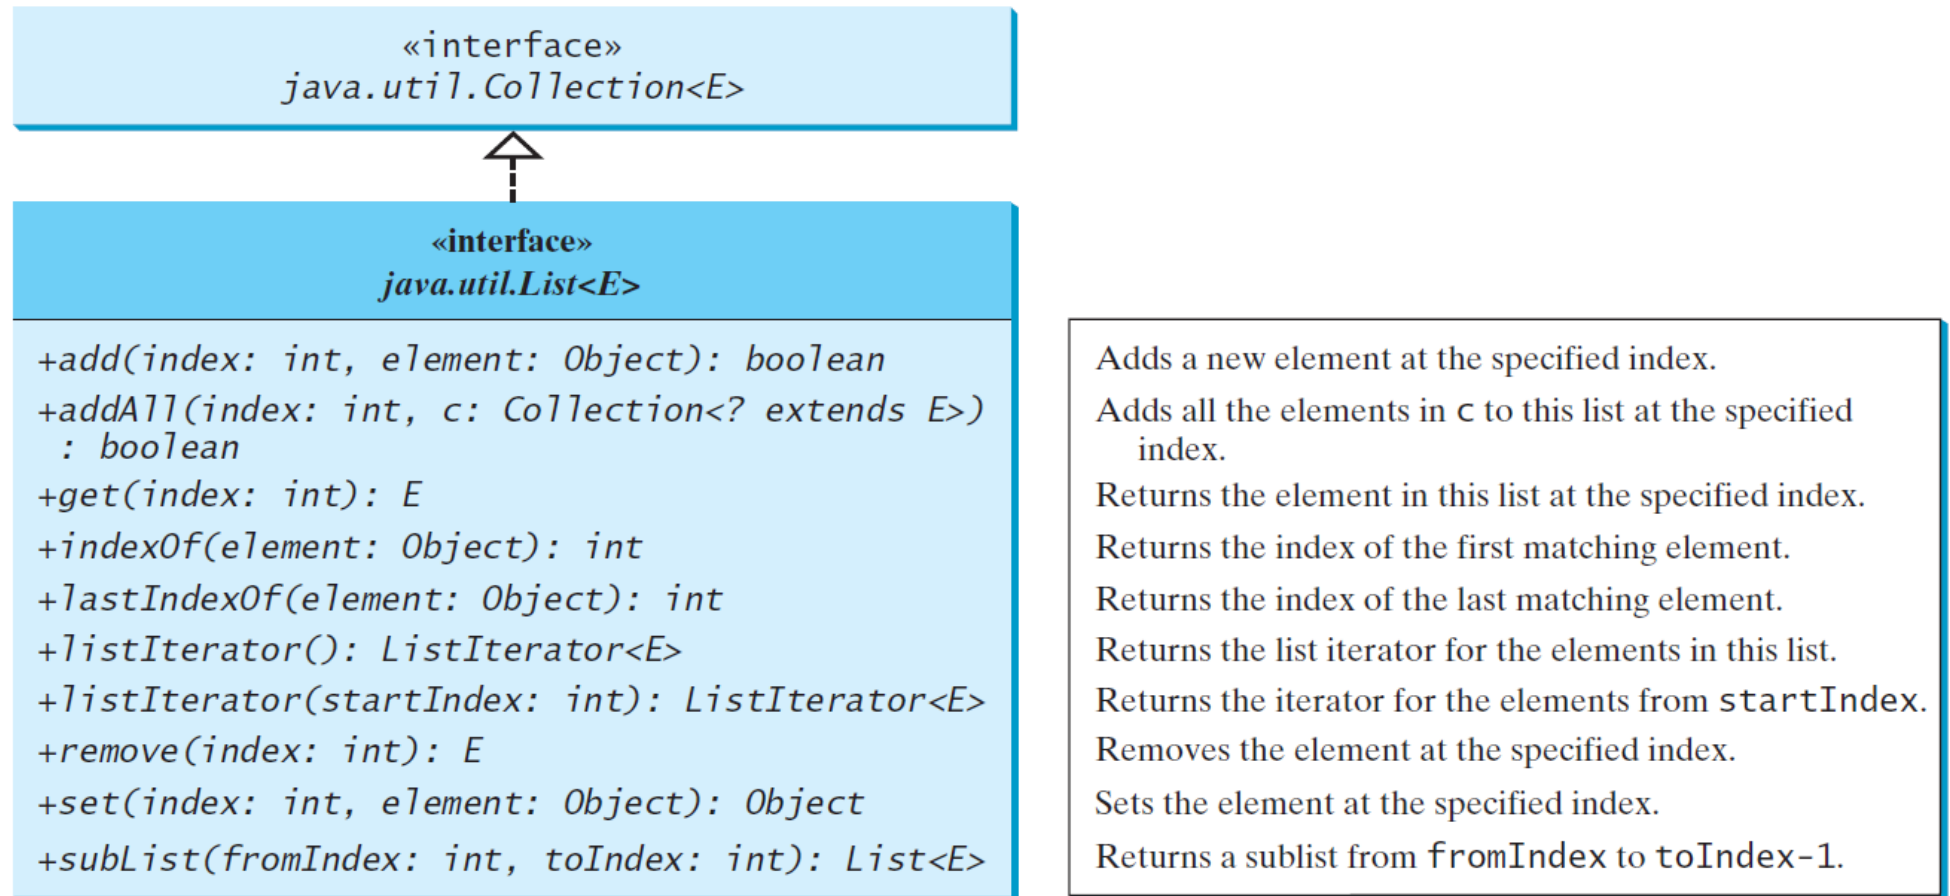 «interface»
java.util.Collection<E>
«interface»
java.util.List<E>
+add(index: int, element: Object): boolean
+addAll(index: int, c: Collection<? extends E>)
: boolean
+get(index: int): E
+indexOf(element: Object): int
+lastIndexOf(element: Object): int
+listIterator(): ListIterator<E>
+listIterator(startIndex: int): ListIterator<E>
+remove(index: int): E
+set(index: int, element: Object): Object
+subList(fromIndex: int, toIndex: int): List<E>
Adds a new element at the specified index.
Adds all the elements in c to this list at the specified
index.
Returns the element in this list at the specified index.
Returns the index of the first matching element.
Returns the index of the last matching element.
Returns the list iterator for the elements in this list.
Returns the iterator for the elements from startIndex.
Removes the element at the specified index.
Sets the element at the specified index.
Returns a sublist from fromIndex to toIndex-1.